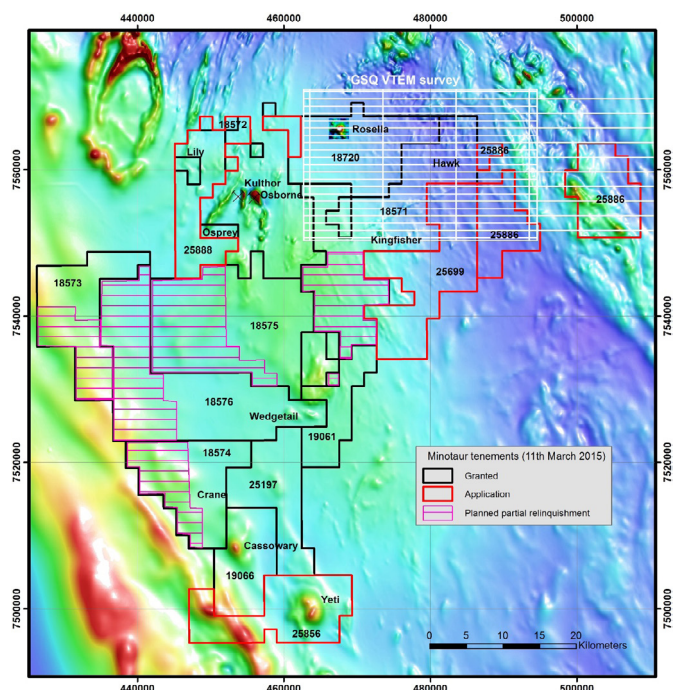 440000 460000 480000 500000
GSQ VTEM survey
18572
Rosella
Lily
18720
Hawk
25886
7560000
7560000
Kulthor
Osborne
25886
18571
Osprey
Kingfisher
25886
25888
25699
18573
7540000
7540000
18575
18576
Wedgetail
19061
18574
Minotaur tenements (11th March 2015)
Granted
Application
Planned partial relinquishment
7520000
7520000
25197
Crane
Cassowary
19066
Yeti
7500000
7500000
25856
0 5 10 15 20
Kilometers
440000 460000 480000 500000